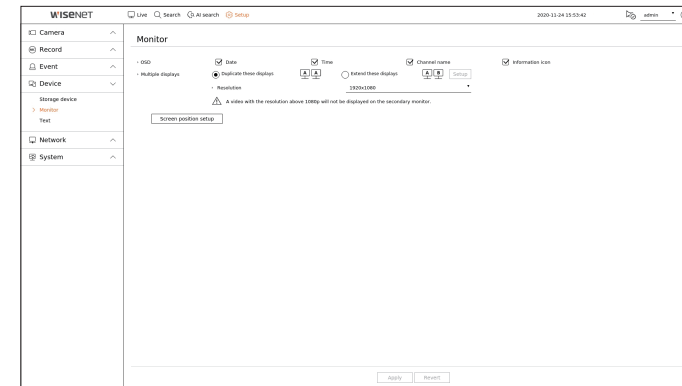 WISENET
Live Search AI search Setup 2020-11-24 15:53:42 admin
Camera
Record
Event
Device
Storage device
Monitor
Text
Network
System
Monitor
OSD Date Time Channel name Information icon
Multiple displays Duplicate these displays A A Extend these displays A B Setup
Resolution 1920x1080
A video with the resolution above 1080p will not be displayed on the secondary monitor.
Screen position setup
Apply Revert